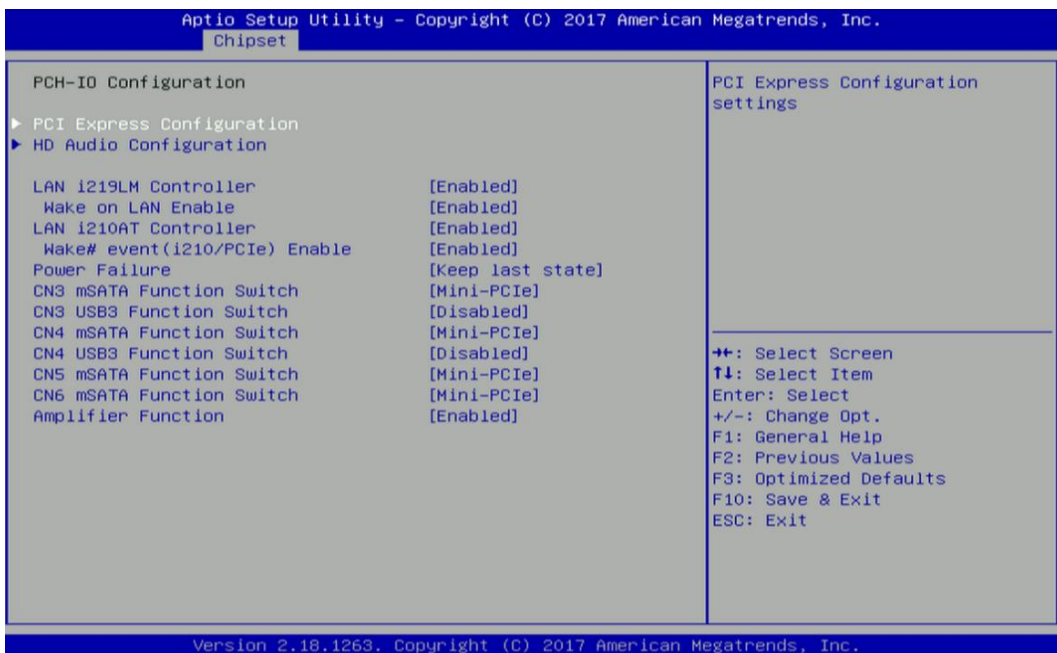 Aptio Setup Utility – Copyright (C) 2017 American Megatrends, Inc.
Chipset
PCH-IO Configuration
PCI Express Configuration
HD Audio Configuration
LAN i219LM Controller [Enabled]
Wake on LAN Enable [Enabled]
LAN i210AT Controller [Enabled]
Wake# event(i210/PCIe) Enable [Enabled]
Power Failure [Keep last state]
CN3 mSATA Function Switch [Mini-PCIe]
CN3 USB3 Function Switch [Disabled]
CN4 mSATA Function Switch [Mini-PCIe]
CN4 USB3 Function Switch [Disabled]
CN5 mSATA Function Switch [Mini-PCIe]
CN6 mSATA Function Switch [Mini-PCIe]
Amplifier Function [Enabled]
PCI Express Configuration
settings
→←: Select Screen
↑↓: Select Item
Enter: Select
+/-: Change Opt.
F1: General Help
F2: Previous Values
F3: Optimized Defaults
F10: Save & Exit
ESC: Exit
Version 2.18.1263. Copyright (C) 2017 American Megatrends, Inc.